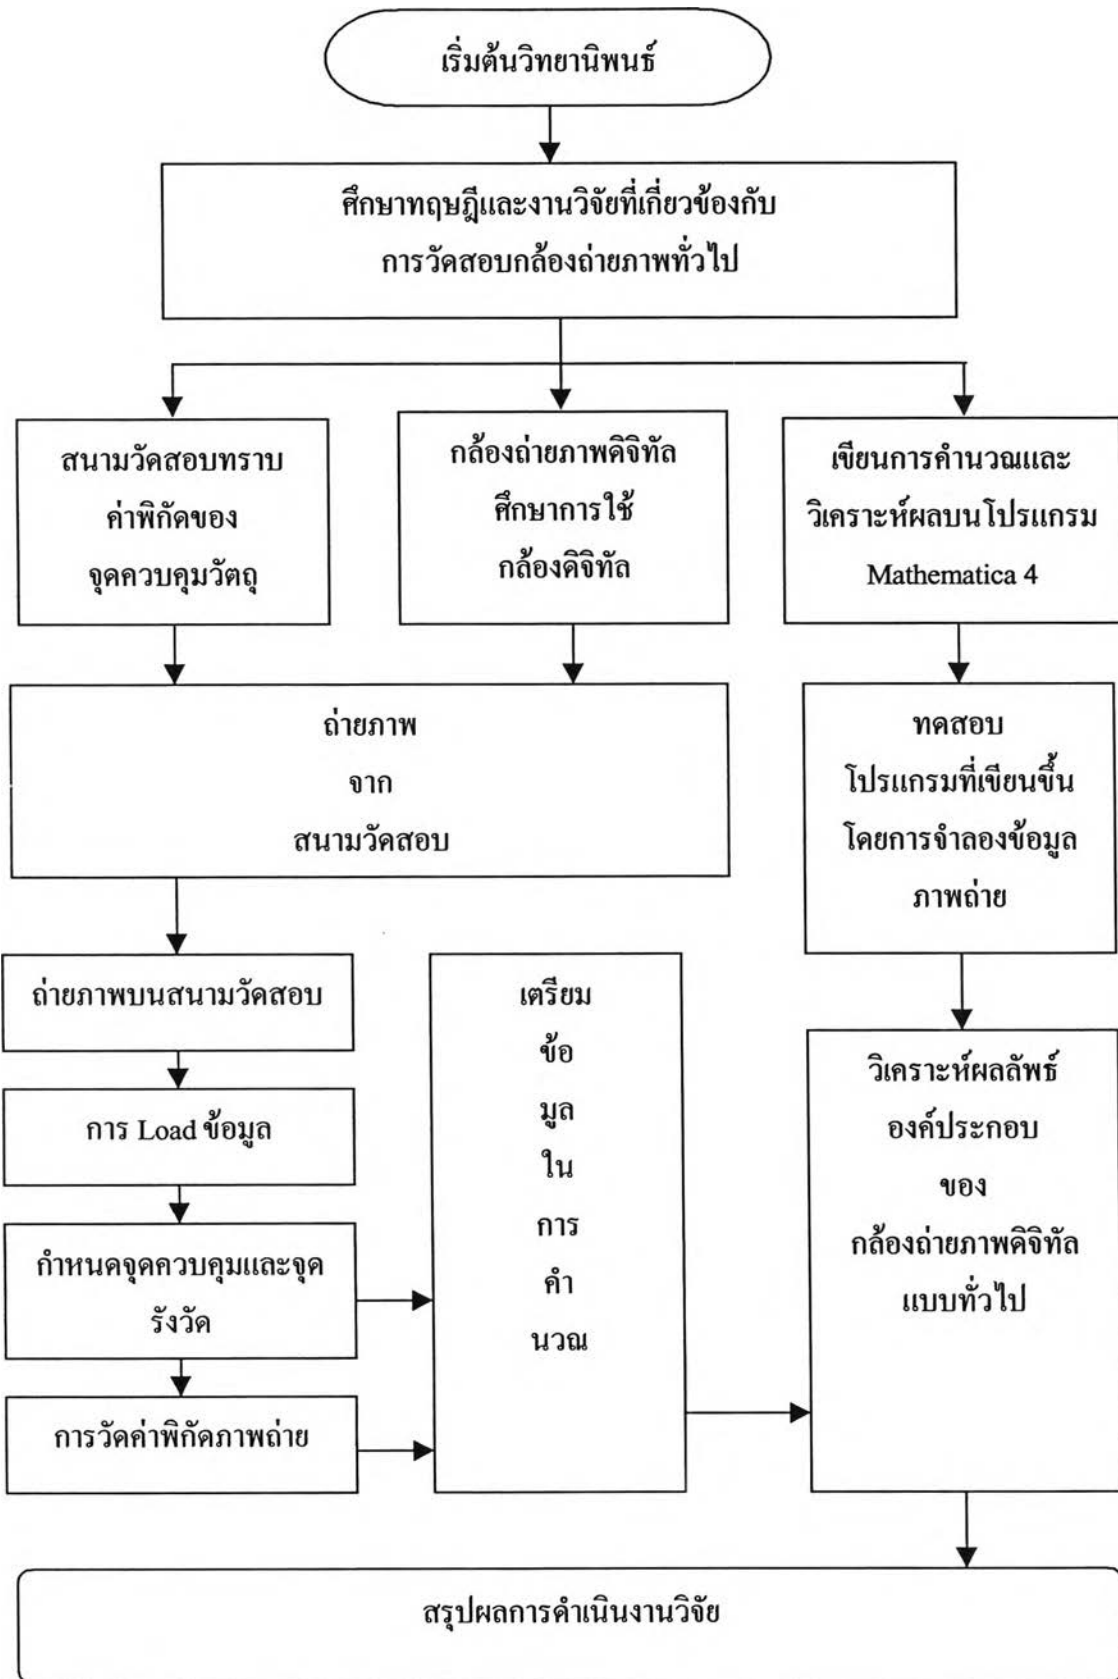 เริ่มต้นวิทยานิพนธ์
ศึกษาทฤษฎีและงานวิจัยที่เกี่ยวข้องกับ
การวัดสอบกล้องถ่ายภาพทั่วไป
สนามวัดสอบทราบ
ค่าพิกัดของ
จุดควบคุมวัตถุ
กล้องถ่ายภาพดิจิทัล
ศึกษาการใช้
กล้องดิจิทัล
เขียนการคำนวณและ
วิเคราะห์ผลบนโปรแกรม
Mathematica 4
ถ่ายภาพ
จาก
สนามวัดสอบ
ทดสอบ
โปรแกรมที่เขียนขึ้น
โดยการจำลองข้อมูล
ภาพถ่าย
ถ่ายภาพบนสนามวัดสอบ
การ Load ข้อมูล
กำหนดจุดควบคุมและจุด
รังวัด
การวัดค่าพิกัดภาพถ่าย
เตรียม
ข้อ
มูล
ใน
การ
คำ
นวณ
วิเคราะห์ผลลัพธ์
องค์ประกอบ
ของ
กล้องถ่ายภาพดิจิทัล
แบบทั่วไป
สรุปผลการดำเนินงานวิจัย